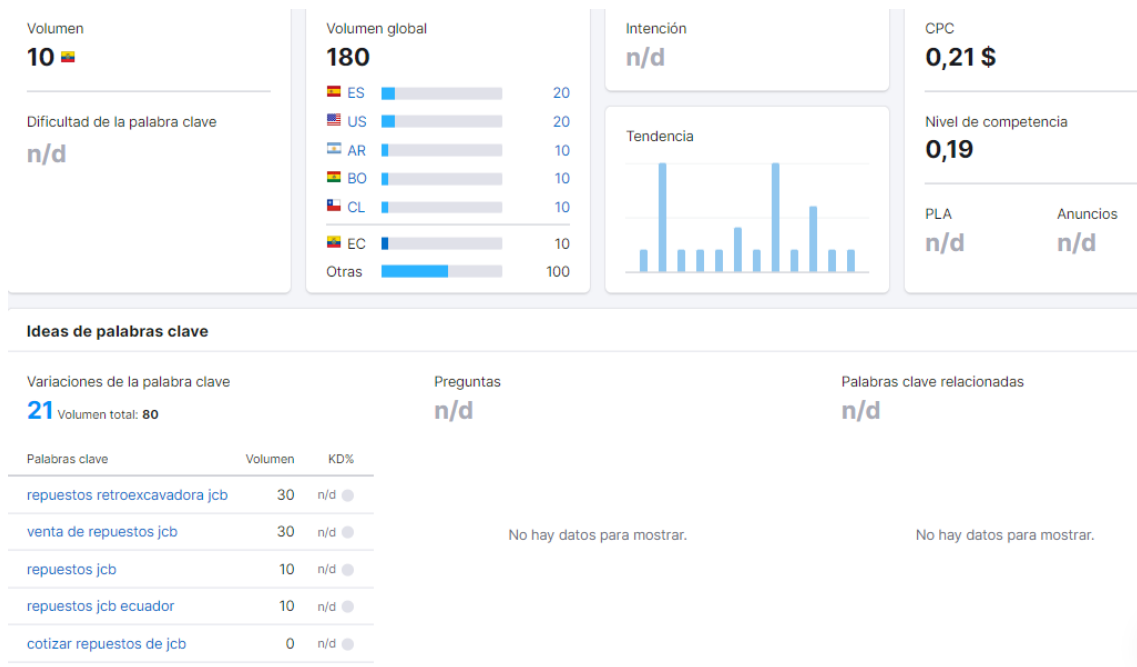 Volumen
10
Dificultad de la palabra clave
n/d
Volumen global
180
ES 20
US 20
AR 10
BO 10
CL 10
EC 10
Otras 100
Intención
n/d
Tendencia
CPC
0,21 $
Nivel de competencia
0,19
PLA Anuncios
n/d n/d
Ideas de palabras clave
Variaciones de la palabra clave
21 Volumen total: 80
Palabras clave Volumen KD%
repuestos retroexcavadora jcb 30 n/d
venta de repuestos jcb 30 n/d
repuestos jcb 10 n/d
repuestos jcb ecuador 10 n/d
cotizar repuestos de jcb 0 n/d
Preguntas
n/d
No hay datos para mostrar.
Palabras clave relacionadas
n/d
No hay datos para mostrar.